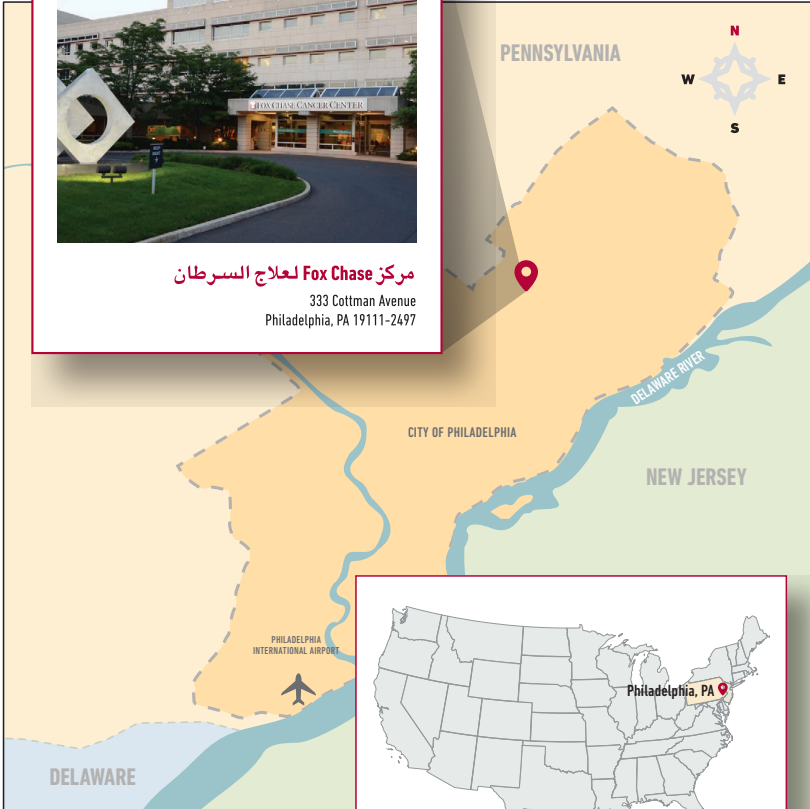 FOX CHASE CANCER CENTER
مركز Fox Chase لعلاج السرطان
333 Cottman Avenue
Philadelphia, PA 19111-2497
PENNSYLVANIA
N
W
E
S
DELAWARE RIVER
CITY OF PHILADELPHIA
NEW JERSEY
PHILADELPHIA
INTERNATIONAL AIRPORT
DELAWARE
Philadelphia, PA